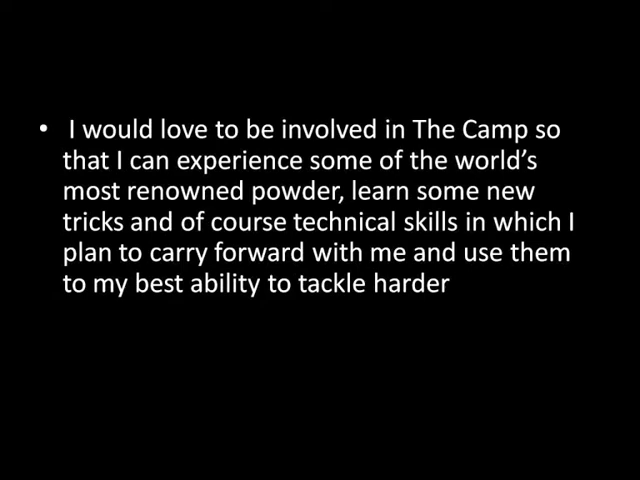 • I would love to be involved in The Camp so
that I can experience some of the world’s
most renowned powder, learn some new
tricks and of course technical skills in which I
plan to carry forward with me and use them
to my best ability to tackle harder